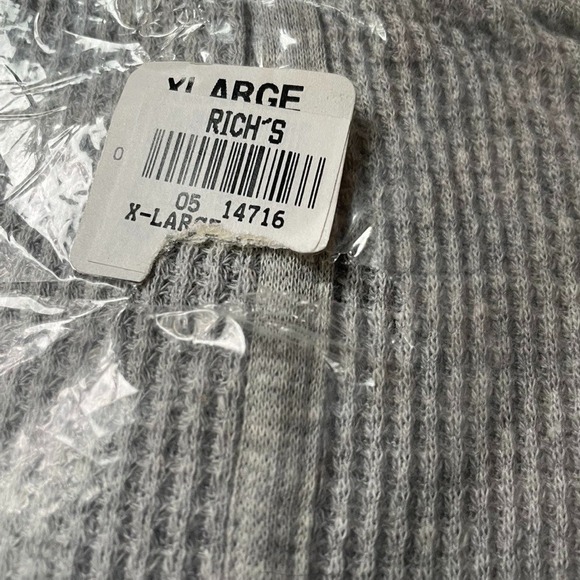 XLARGE
RICH'S
0
05 14716
X-LARGE